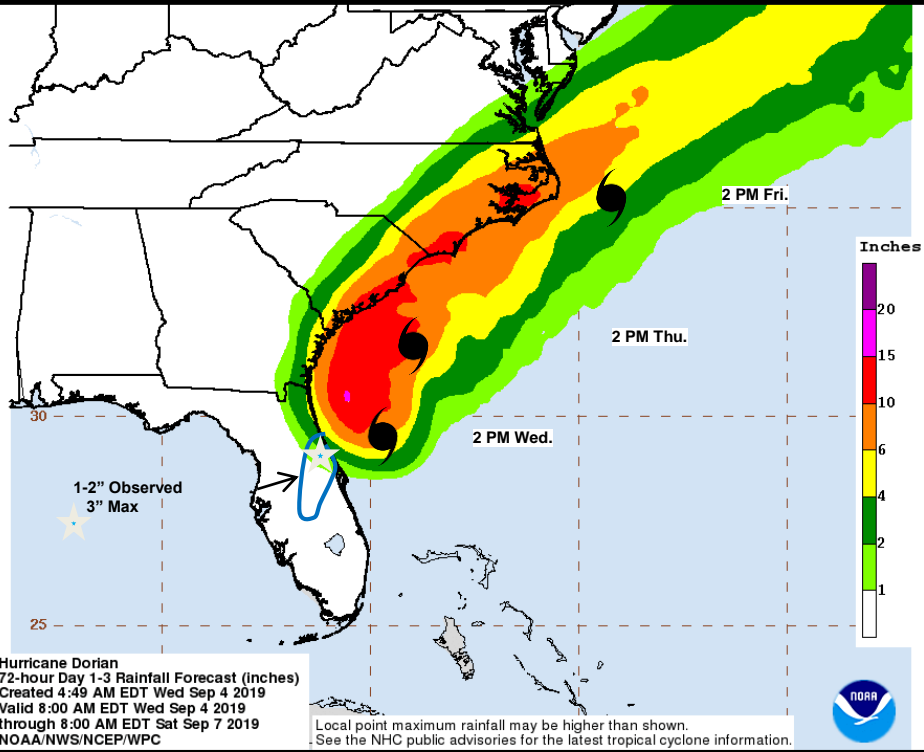 2 PM Fri.
Inches
20
15
2 PM Thu.
10
30
6
2 PM Wed.
4
1-2” Observed
3” Max
2
1
25
Hurricane Dorian
72-hour Day 1-3 Rainfall Forecast (inches)
Created 4:49 AM EDT Wed Sep 4 2019
Valid 8:00 AM EDT Wed Sep 4 2019
through 8:00 AM EDT Sat Sep 7 2019
NOAA/NWS/NCEP/WPC
Local point maximum rainfall may be higher than shown.
See the NHC public advisories for the latest tropical cyclone information.
NOAA